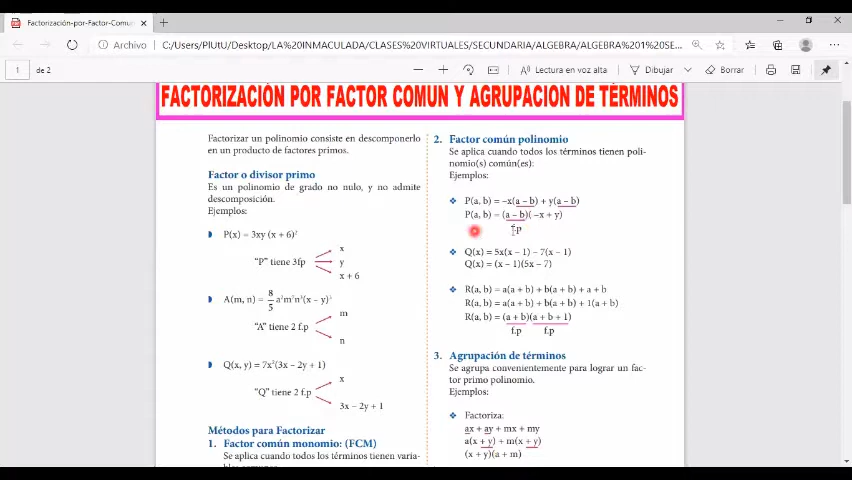 Factorización-por-Factor-Comun-
Archivo
C:/Users/PlUtU/Desktop/LA%20INMACULADA/CLASES%20VIRTUALES/SECUNDARIA/ALGEBRA/ALGEBRA%201%20SE...
1 de 2
Lectura en voz alta
Dibujar
Borrar
FACTORIZACIÓN POR FACTOR COMUN Y AGRUPACION DE TÉRMINOS
Factorizar un polinomio consiste en descomponerlo
en un producto de factores primos.
Factor o divisor primo
Es un polinomio de grado no nulo, y no admite
descomposición.
Ejemplos:
P(x) = 3xy (x + 6)²
"P" tiene 3fp
x
y
x + 6
A(m, n) = 8/5 a²m²n³(x – y)³
"A" tiene 2 f.p
m
n
Q(x, y) = 7x²(3x – 2y + 1)
"Q" tiene 2 f.p
x
3x – 2y + 1
Métodos para Factorizar
1. Factor común monomio: (FCM)
Se aplica cuando todos los términos tienen varia-
2. Factor común polinomio
Se aplica cuando todos los términos tienen poli-
nomio(s) común(es):
Ejemplos:
P(a, b) = –x(a – b) + y(a – b)
P(a, b) = (a – b)( –x + y)
f.p
Q(x) = 5x(x – 1) – 7(x – 1)
Q(x) = (x – 1)(5x – 7)
R(a, b) = a(a + b) + b(a + b) + a + b
R(a, b) = a(a + b) + b(a + b) + 1(a + b)
R(a, b) = (a + b)(a + b + 1)
f.p f.p
3. Agrupación de términos
Se agrupa convenientemente para lograr un fac-
tor primo polinomio.
Ejemplos:
Factoriza:
ax + ay + mx + my
a(x + y) + m(x + y)
(x + y)(a + m)